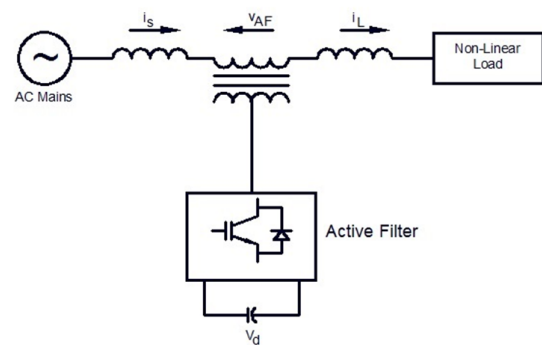 is
vAF
iL
AC Mains
Non-Linear
Load
Active Filter
Vd